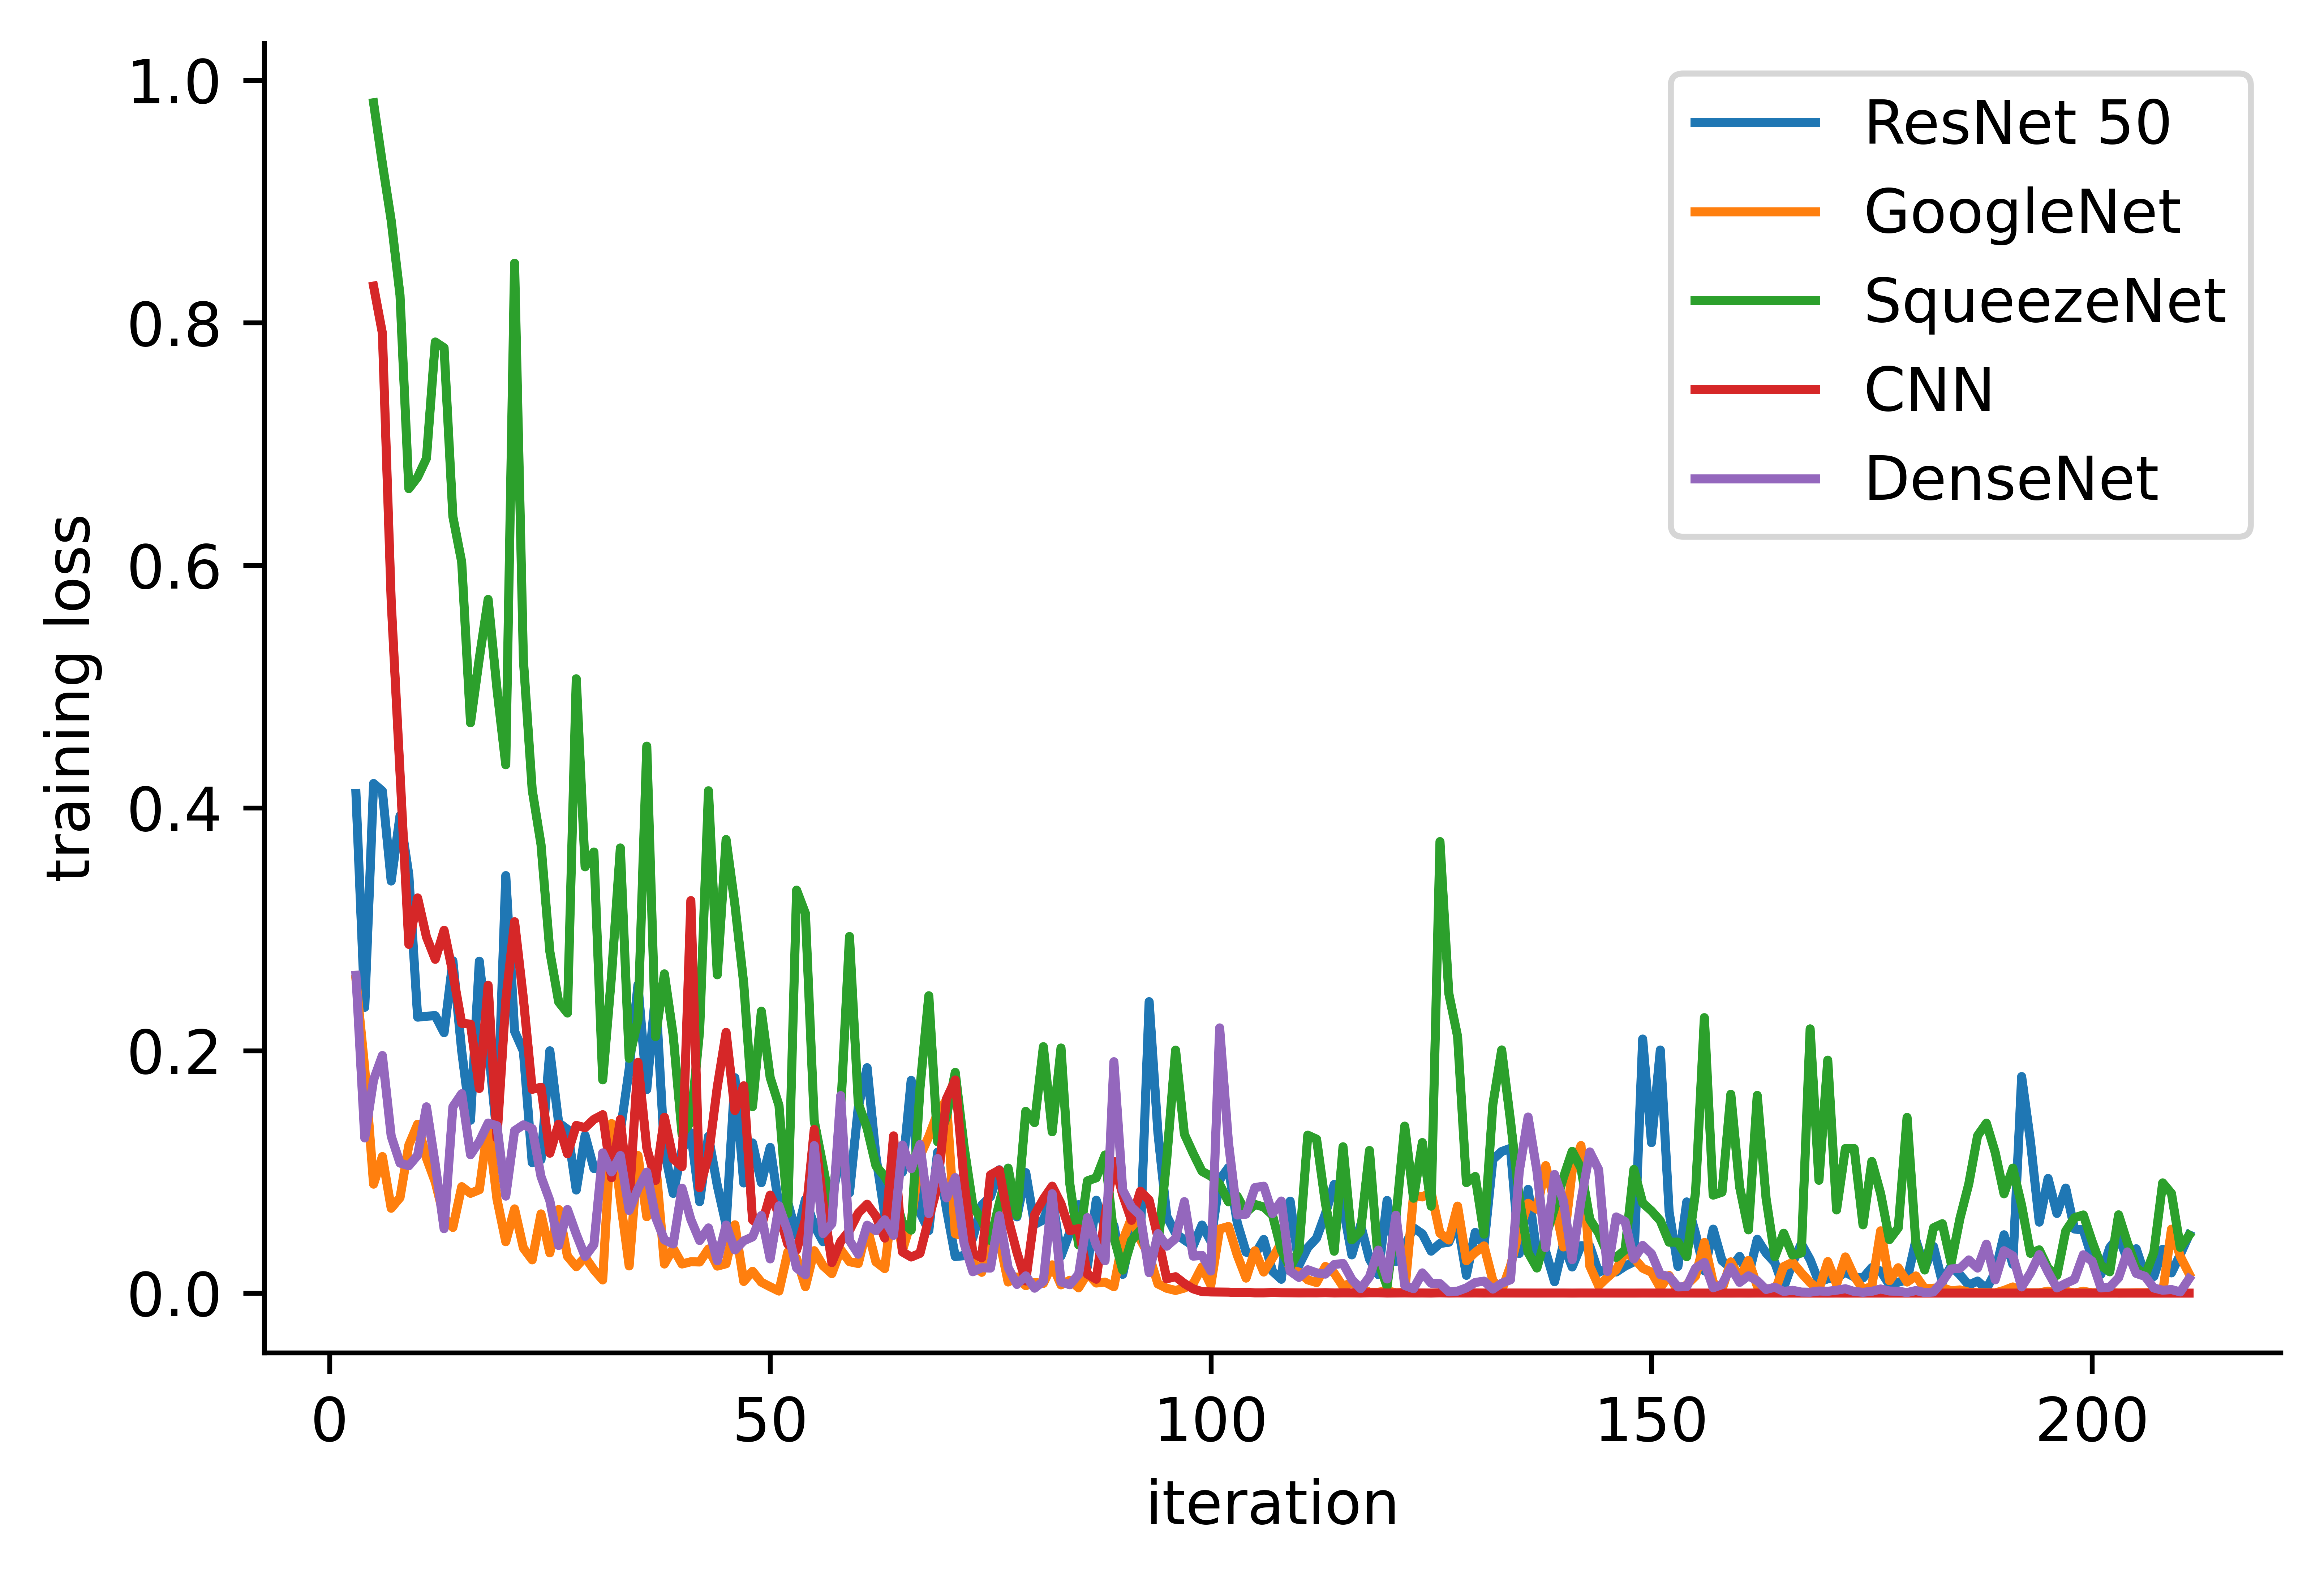 1.0
0.8
0.6
0.4
0.2
0.0
training loss
0
50
100
150
200
iteration
ResNet 50
GoogleNet
SqueezeNet
CNN
DenseNet